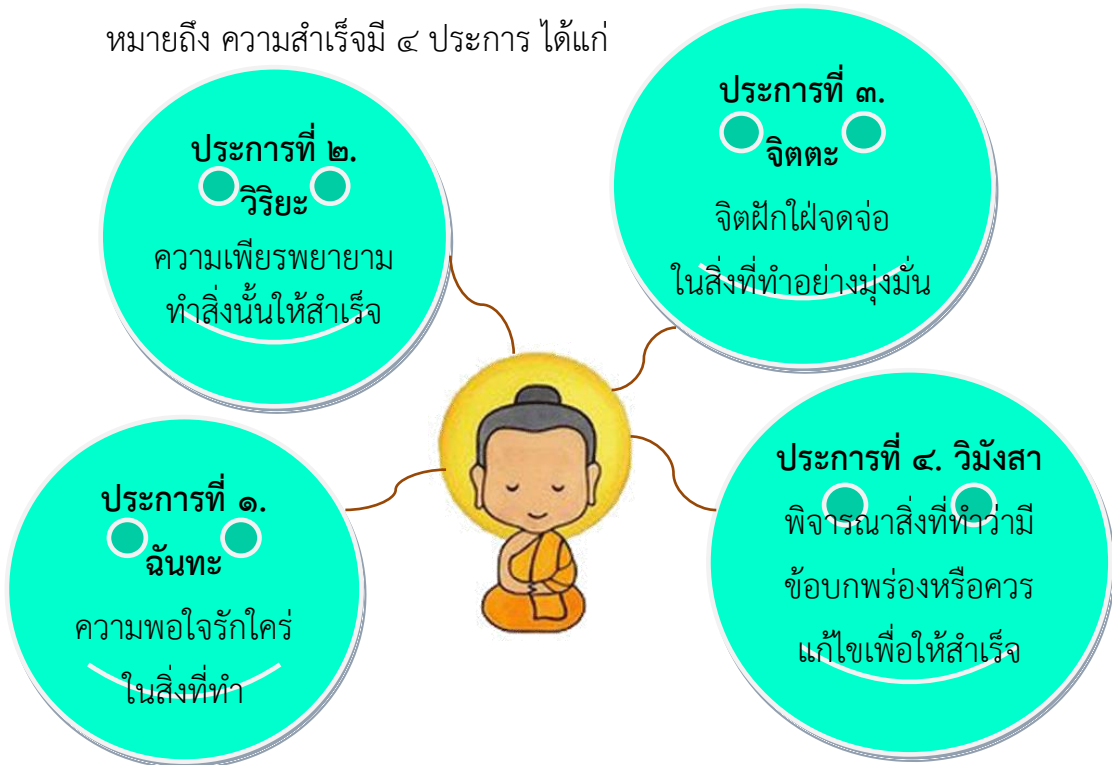 หมายถึง ความสำเร็จมี ๔ ประการ ได้แก่
ประการที่ ๑.
ฉันทะ
ความพอใจรักใคร่
ในสิ่งที่ทำ
ประการที่ ๒.
วิริยะ
ความเพียรพยายาม
ทำสิ่งนั้นให้สำเร็จ
ประการที่ ๓.
จิตตะ
จิตฝักใฝ่จดจ่อ
ในสิ่งที่ทำอย่างมุ่งมั่น
ประการที่ ๔. วิมังสา
พิจารณาสิ่งที่ทำว่ามี
ข้อบกพร่องหรือควร
แก้ไขเพื่อให้สำเร็จ